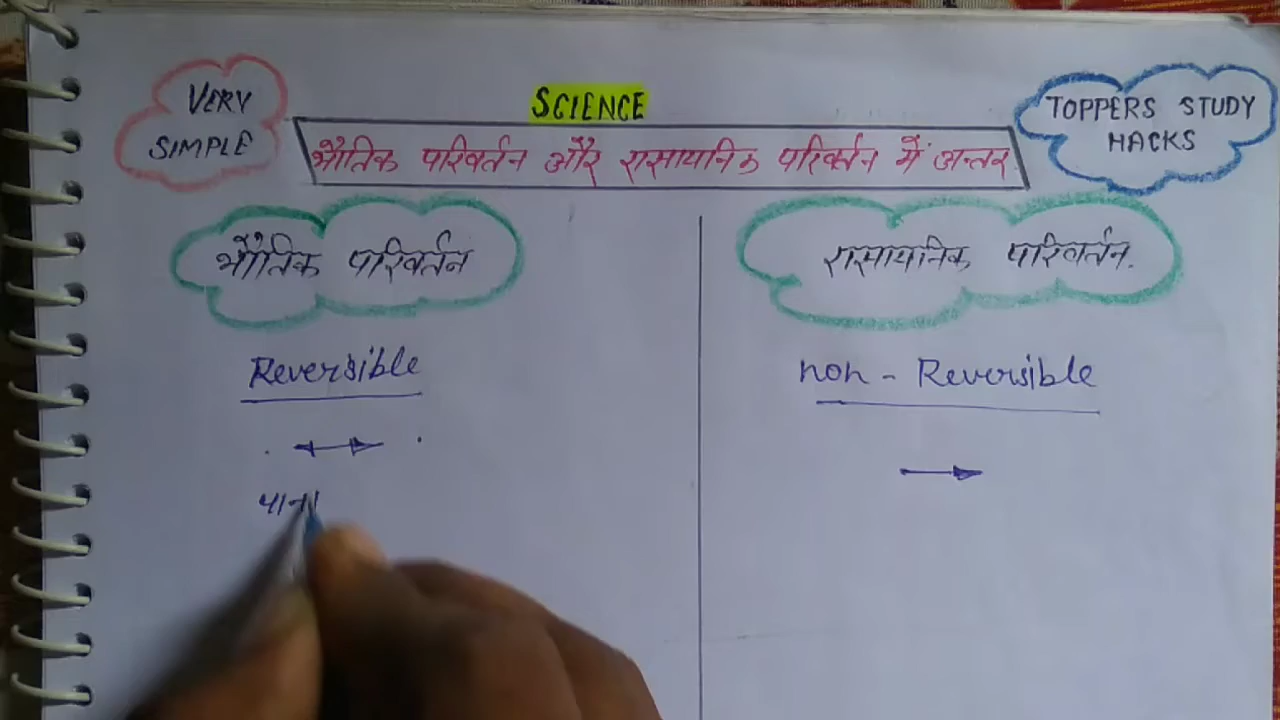 SCIENCE
VERY
SIMPLE
TOPPERS STUDY
HACKS
भौतिक परिवर्तन और रासायनिक परिवर्तन में अन्तर
भौतिक परिवर्तन
रासायनिक परिवर्तन.
Reversible
non - Reversible